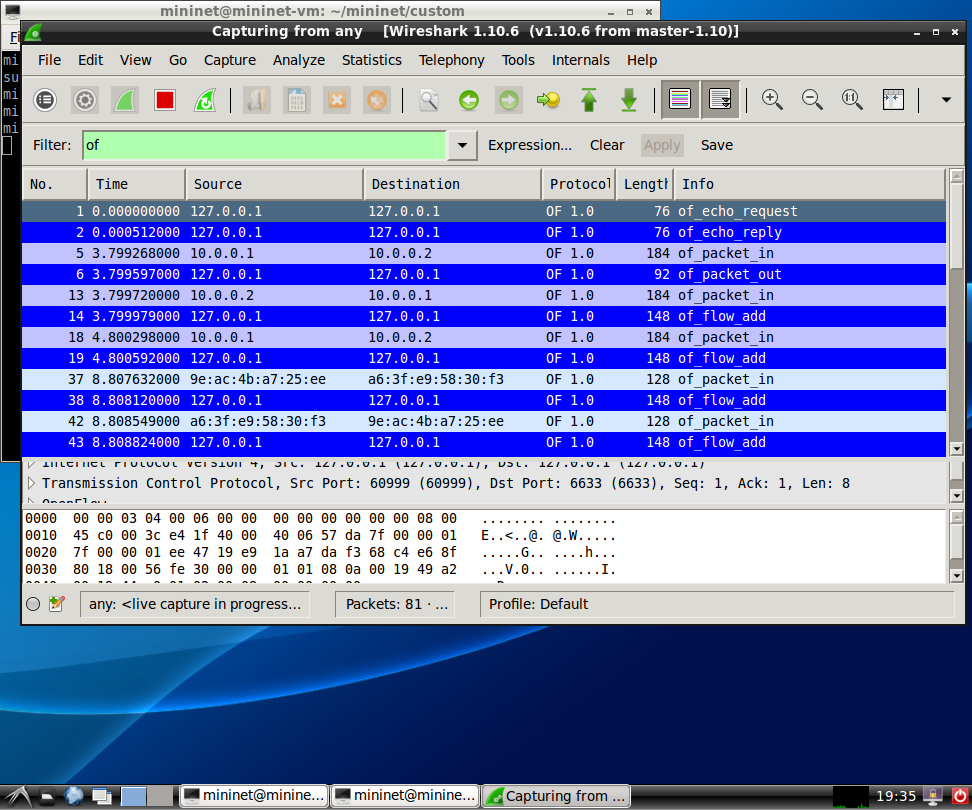 mininet@mininet-vm: ~/mininet/custom
Capturing from any   [Wireshark 1.10.6  (v1.10.6 from master-1.10)]
File Edit View Go Capture Analyze Statistics Telephony Tools Internals Help
mi
su
mi
mi
mi
Filter: of Expression... Clear Apply Save
No. Time Source Destination Protocol Length Info
1 0.000000000 127.0.0.1 127.0.0.1 OF 1.0 76 of_echo_request
2 0.000512000 127.0.0.1 127.0.0.1 OF 1.0 76 of_echo_reply
5 3.799268000 10.0.0.1 10.0.0.2 OF 1.0 184 of_packet_in
6 3.799597000 127.0.0.1 127.0.0.1 OF 1.0 92 of_packet_out
13 3.799720000 10.0.0.2 10.0.0.1 OF 1.0 184 of_packet_in
14 3.799979000 127.0.0.1 127.0.0.1 OF 1.0 148 of_flow_add
18 4.800298000 10.0.0.1 10.0.0.2 OF 1.0 184 of_packet_in
19 4.800592000 127.0.0.1 127.0.0.1 OF 1.0 148 of_flow_add
37 8.807632000 9e:ac:4b:a7:25:ee a6:3f:e9:58:30:f3 OF 1.0 128 of_packet_in
38 8.808120000 127.0.0.1 127.0.0.1 OF 1.0 148 of_flow_add
42 8.808549000 a6:3f:e9:58:30:f3 9e:ac:4b:a7:25:ee OF 1.0 128 of_packet_in
43 8.808824000 127.0.0.1 127.0.0.1 OF 1.0 148 of_flow_add
Internet Protocol Version 4, Src: 127.0.0.1 (127.0.0.1), Dst: 127.0.0.1 (127.0.0.1)
Transmission Control Protocol, Src Port: 60999 (60999), Dst Port: 6633 (6633), Seq: 1, Ack: 1, Len: 8
OpenFlow
0000  00 00 03 04 00 06 00 00  00 00 00 00 00 00 08 00   ........ ........
0010  45 c0 00 3c e4 1f 40 00  40 06 57 da 7f 00 00 01   E..<..@. @.W.....
0020  7f 00 00 01 ee 47 19 e9  1a a7 da f3 68 c4 e6 8f   .....G.. ....h...
0030  80 18 00 56 fe 30 00 00  01 01 08 0a 00 19 49 a2   ...V.0.. ......I.
any: <live capture in progress... Packets: 81 · ... Profile: Default
mininet@minine... mininet@minine... Capturing from ... 19:35